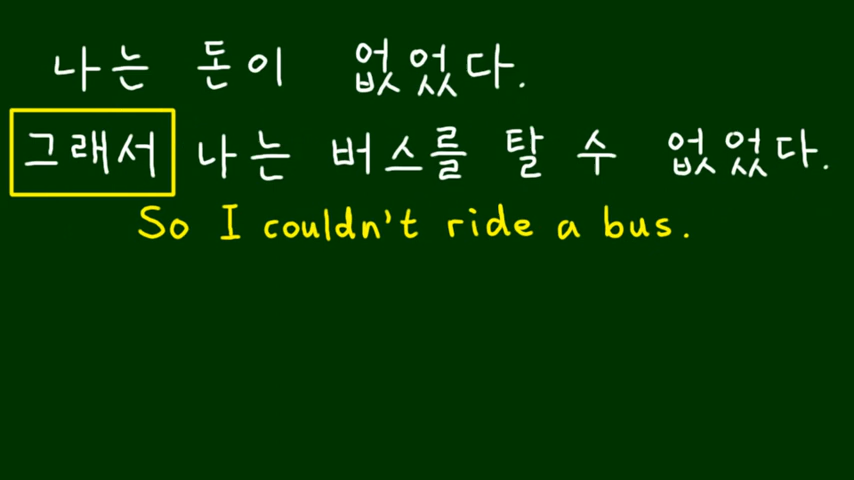 나는 돈이 없었다.
그래서 나는 버스를 탈 수 없었다.
So I couldn't ride a bus.